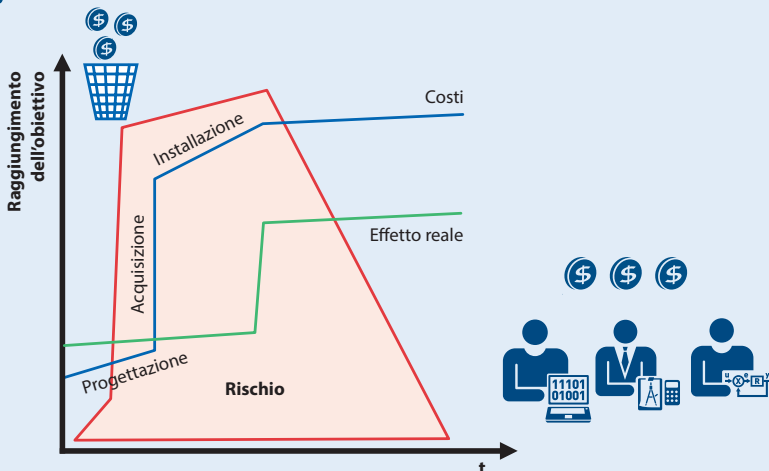 $ $
$
Raggiungimento
dell'obiettivo
Costi
Installazione
Acquisizione
Effetto reale
Progettazione
Rischio
t
$ $ $
11101
01001
A
u e R y